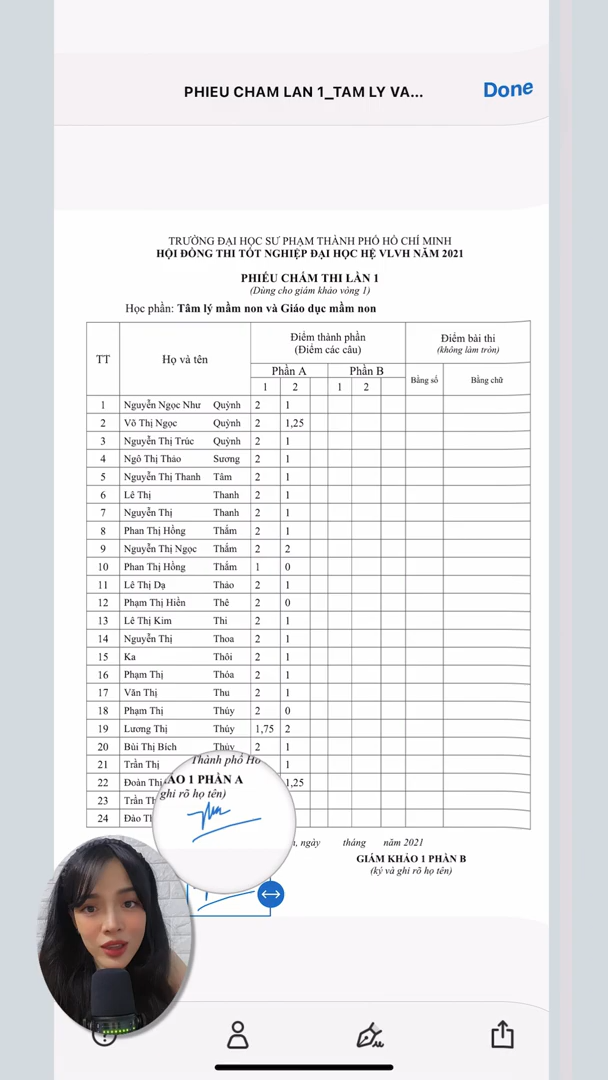 PHIEU CHAM LAN 1_TAM LY VA...
Done
TRƯỜNG ĐẠI HỌC SƯ PHẠM THÀNH PHỐ HỒ CHÍ MINH
HỘI ĐỒNG THI TỐT NGHIỆP ĐẠI HỌC HỆ VLVH NĂM 2021
PHIẾU CHẤM THI LẦN 1
(Dùng cho giám khảo vòng 1)
Học phần: Tâm lý mầm non và Giáo dục mầm non
TT Họ và tên Điểm thành phần (Điểm các câu) Điểm bài thi (không làm tròn)
Phần A Phần B Bằng số Bằng chữ
1 2 1 2
1 Nguyễn Ngọc Như Quỳnh 2 1
2 Võ Thị Ngọc Quỳnh 2 1,25
3 Nguyễn Thị Trúc Quỳnh 2 1
4 Ngô Thị Thảo Sương 2 1
5 Nguyễn Thị Thanh Tâm 2 1
6 Lê Thị Thanh 2 1
7 Nguyễn Thị Thanh 2 1
8 Phan Thị Hồng Thắm 2 1
9 Nguyễn Thị Ngọc Thắm 2 2
10 Phan Thị Hồng Thắm 1 0
11 Lê Thị Dạ Thảo 2 1
12 Phạm Thị Hiền Thê 2 0
13 Lê Thị Kim Thi 2 1
14 Nguyễn Thị Thoa 2 1
15 Ka Thôi 2 1
16 Phạm Thị Thóa 2 1
17 Văn Thị Thu 2 1
18 Phạm Thị Thúy 2 0
19 Lương Thị Thúy 1,75 2
20 Bùi Thị Bích Thủy 2 1
21 Trần Thị 1
22 Đoàn Thị 1,25
23 Trần Th
24 Đào Th
Thành phố Hồ
ẢO 1 PHẦN A
ghi rõ họ tên)
, ngày tháng năm 2021
GIÁM KHẢO 1 PHẦN B
(ký và ghi rõ họ tên)